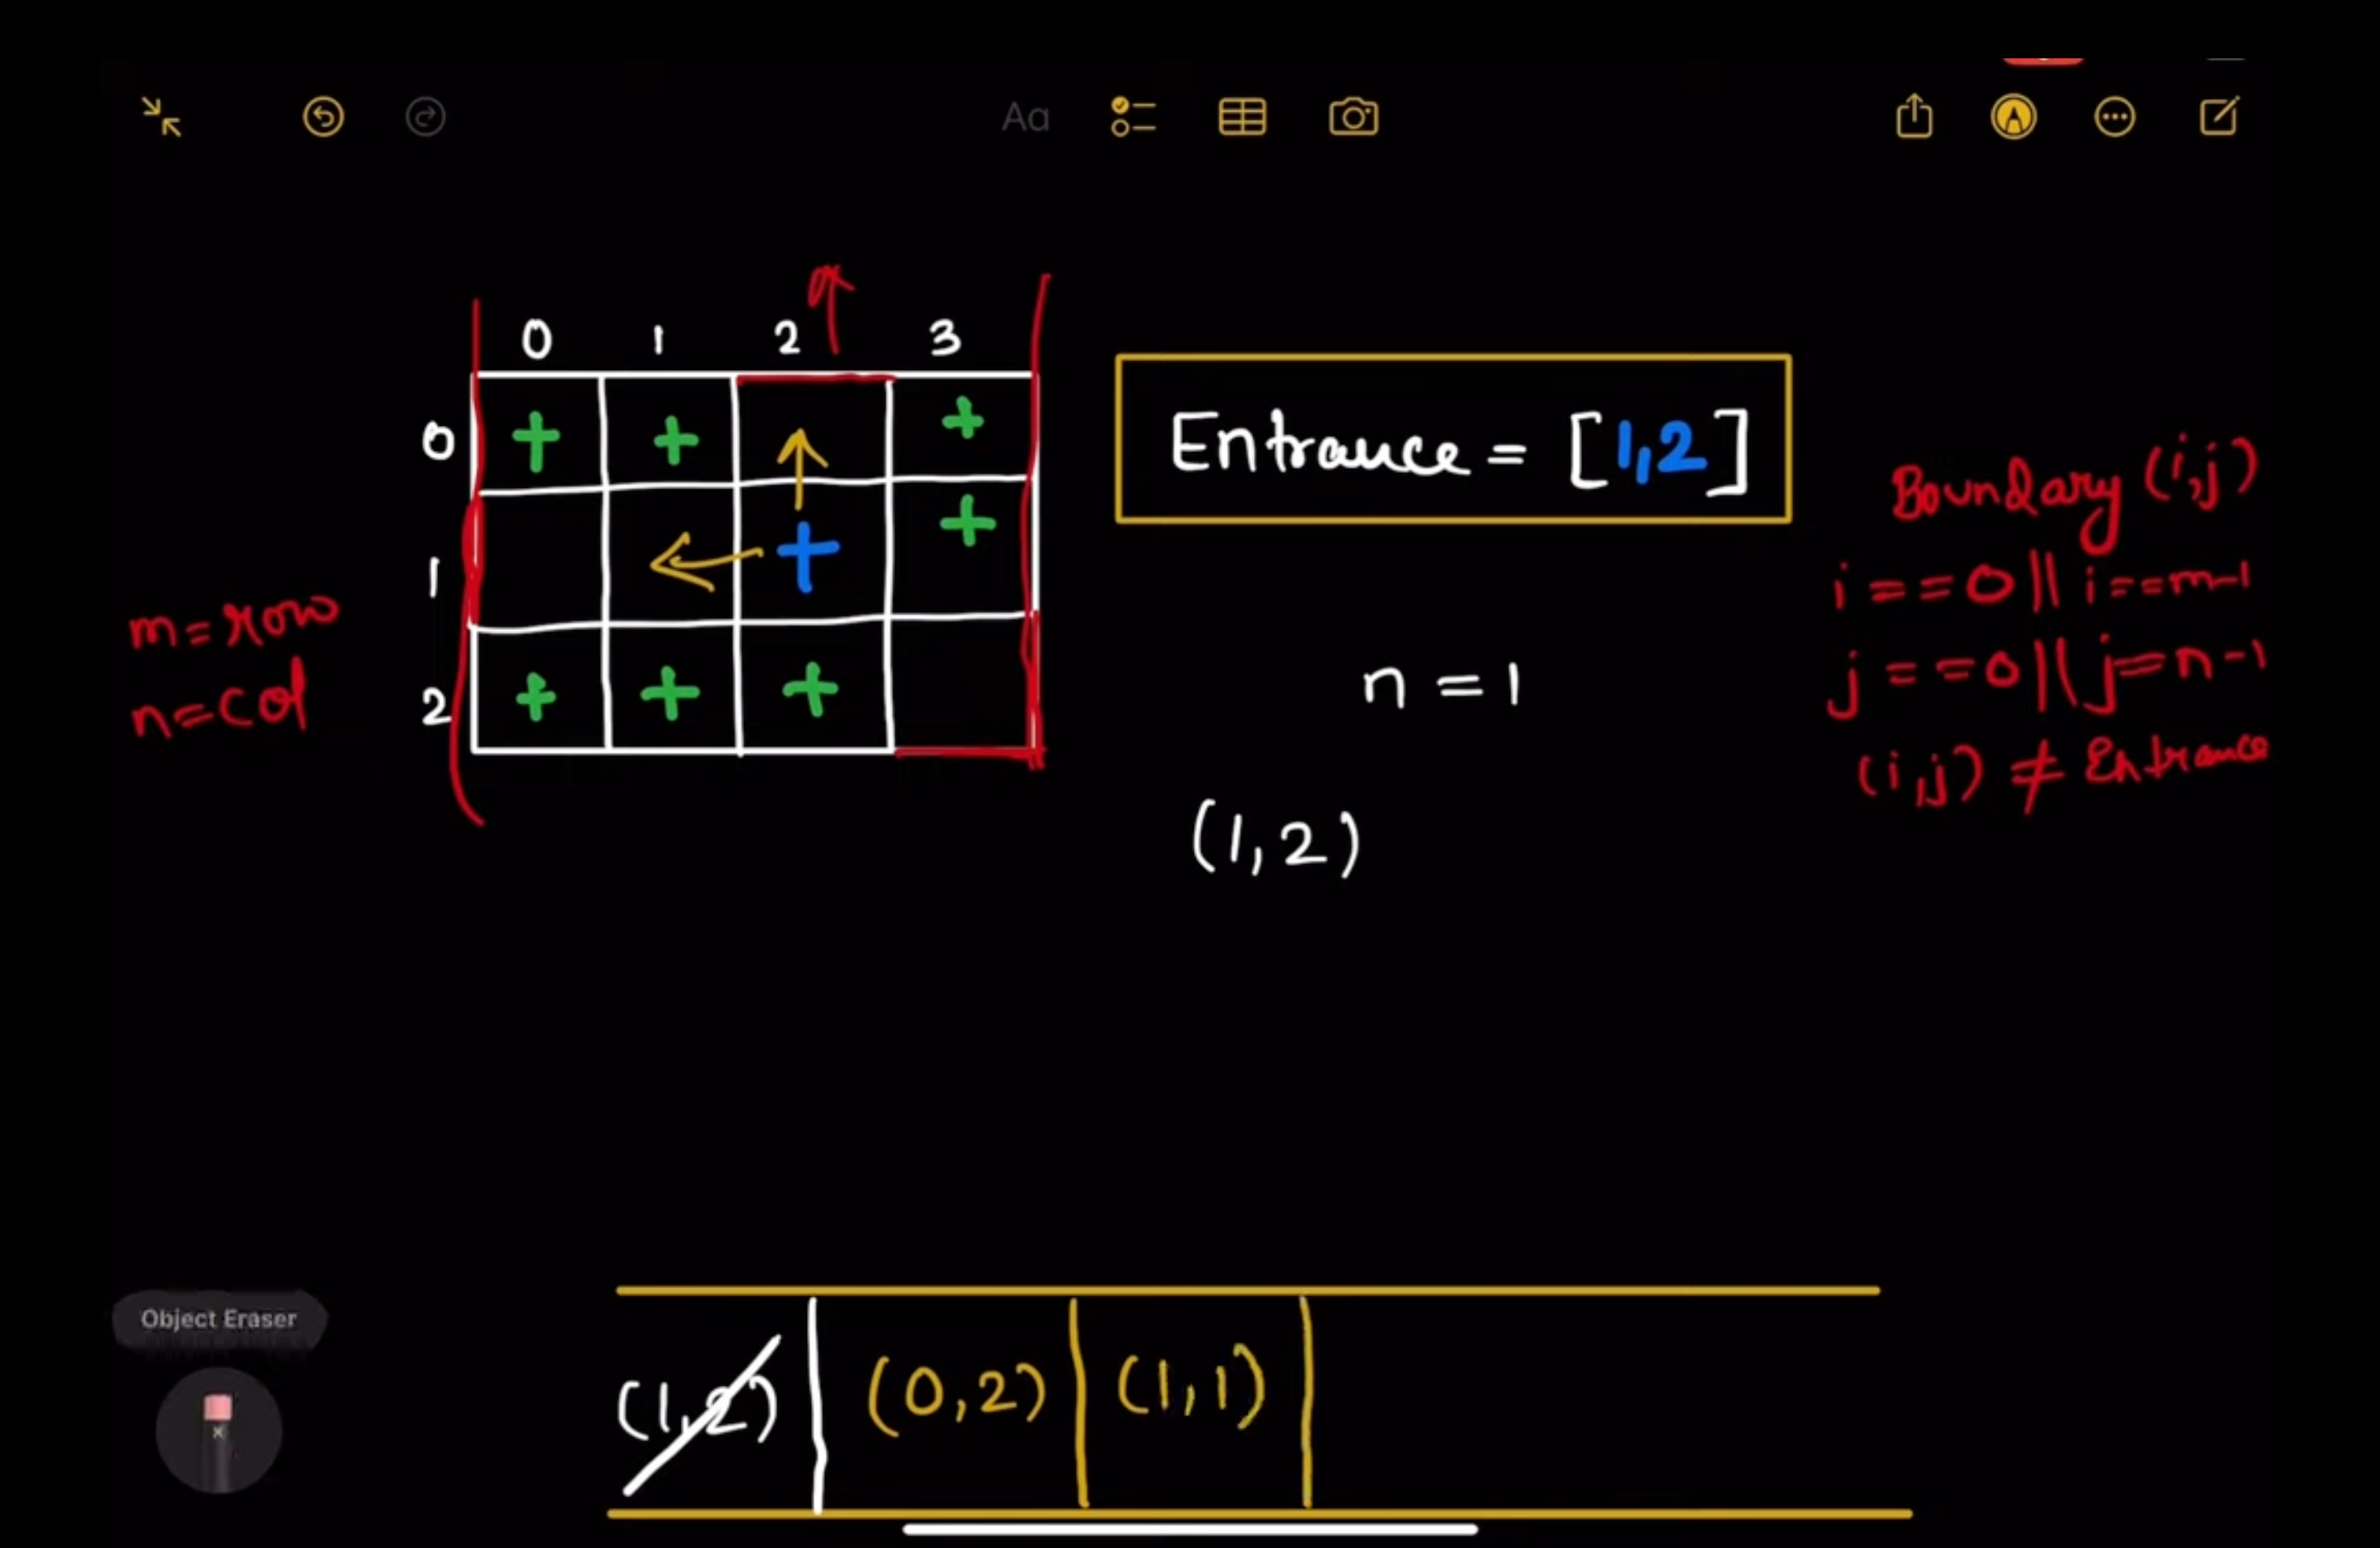 Aa
0 1 2 3
0 + + +
1 + +
2 + + +
Entrance = [1,2]
m=row
n=col
n = 1
(1,2)
Boundary (i,j)
i==0 || i==m-1
j==0 || j=n-1
(i,j) ≠ Entrance
Object Eraser
(1,2) (0,2) (1,1)